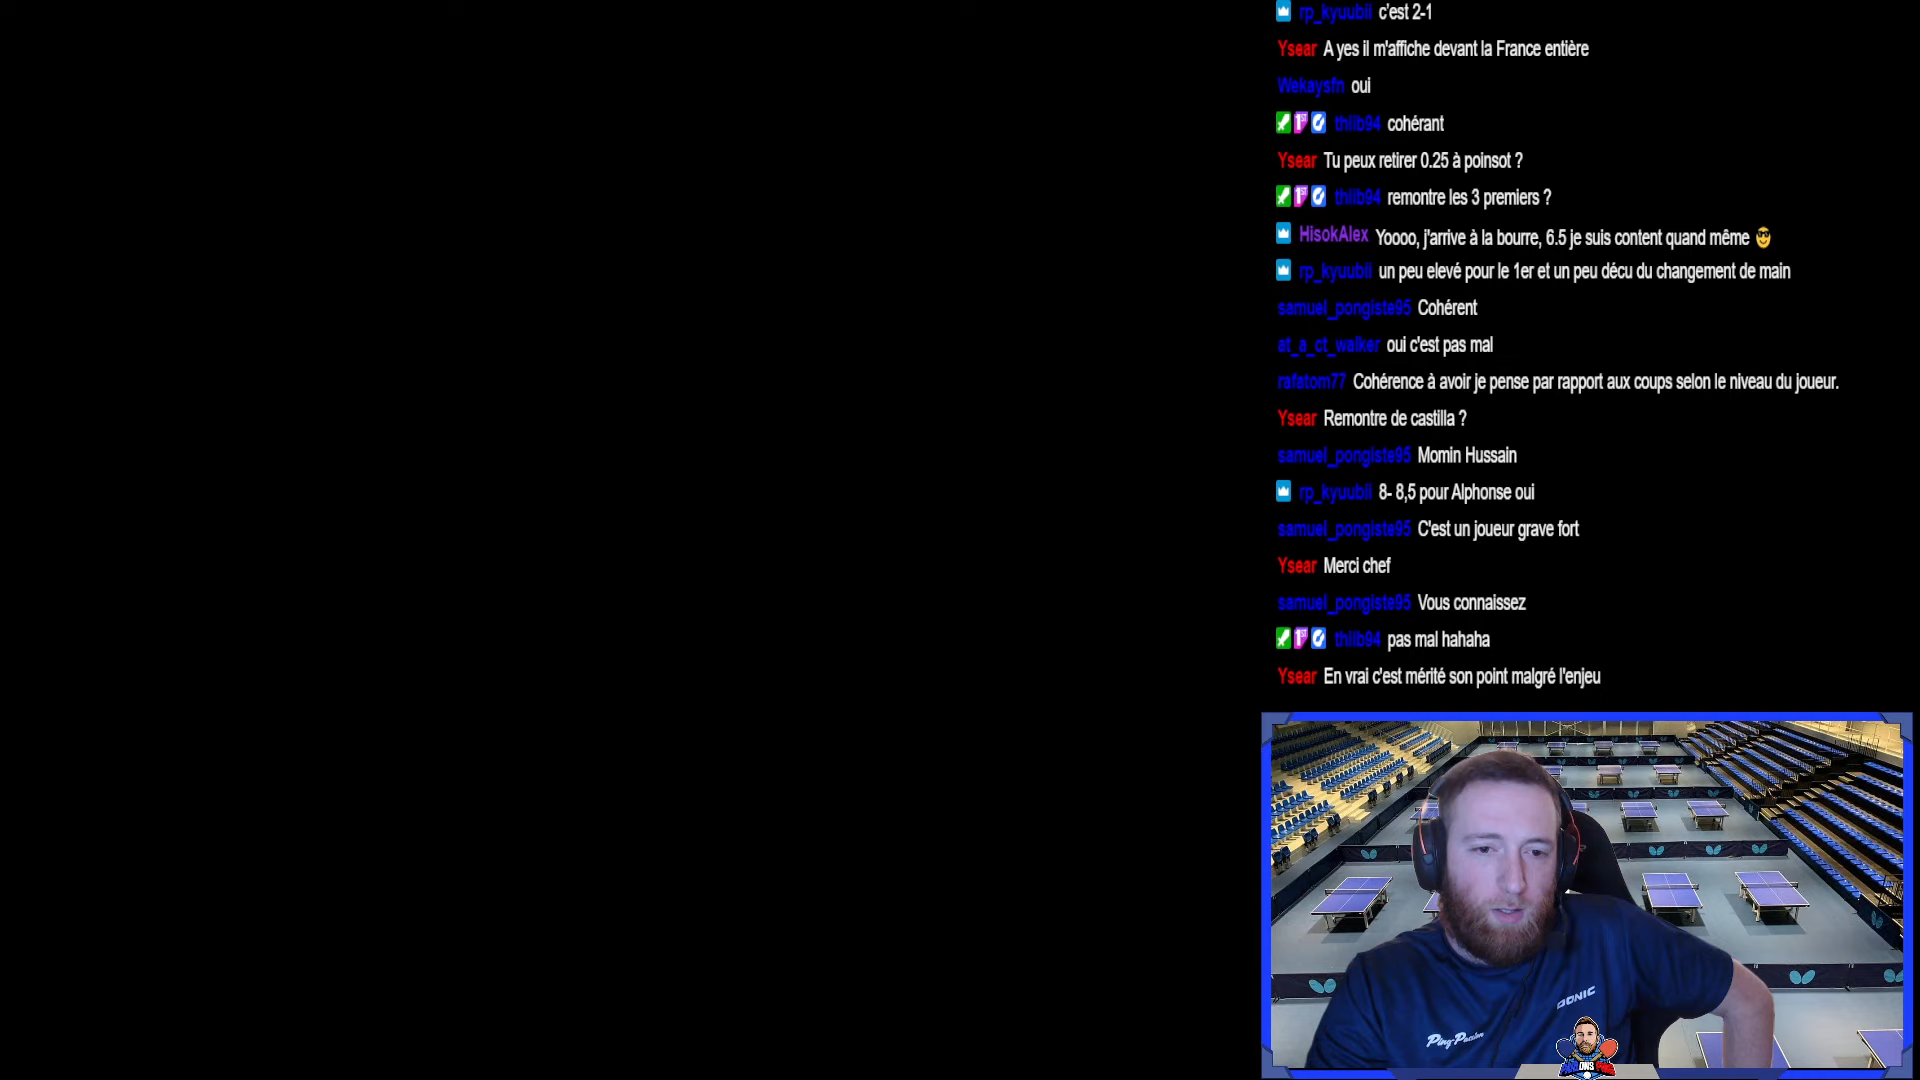 rp_kyuubii c'est 2-1
Ysear A yes il m'affiche devant la France entière
Wekaysfn oui
thiib94 cohérant
Ysear Tu peux retirer 0.25 à poinsot ?
thiib94 remontre les 3 premiers ?
HisokAlex Yoooo, j'arrive à la bourre, 6.5 je suis content quand même
rp_kyuubii un peu elevé pour le 1er et un peu décu du changement de main
samuel_pongiste95 Cohérent
at_a_ct_walker oui c'est pas mal
rafatom77 Cohérence à avoir je pense par rapport aux coups selon le niveau du joueur.
Ysear Remontre de castilla ?
samuel_pongiste95 Momin Hussain
rp_kyuubii 8- 8,5 pour Alphonse oui
samuel_pongiste95 C'est un joueur grave fort
Ysear Merci chef
samuel_pongiste95 Vous connaissez
thiib94 pas mal hahaha
Ysear En vrai c'est mérité son point malgré l'enjeu
DONIC
Ping-Passion